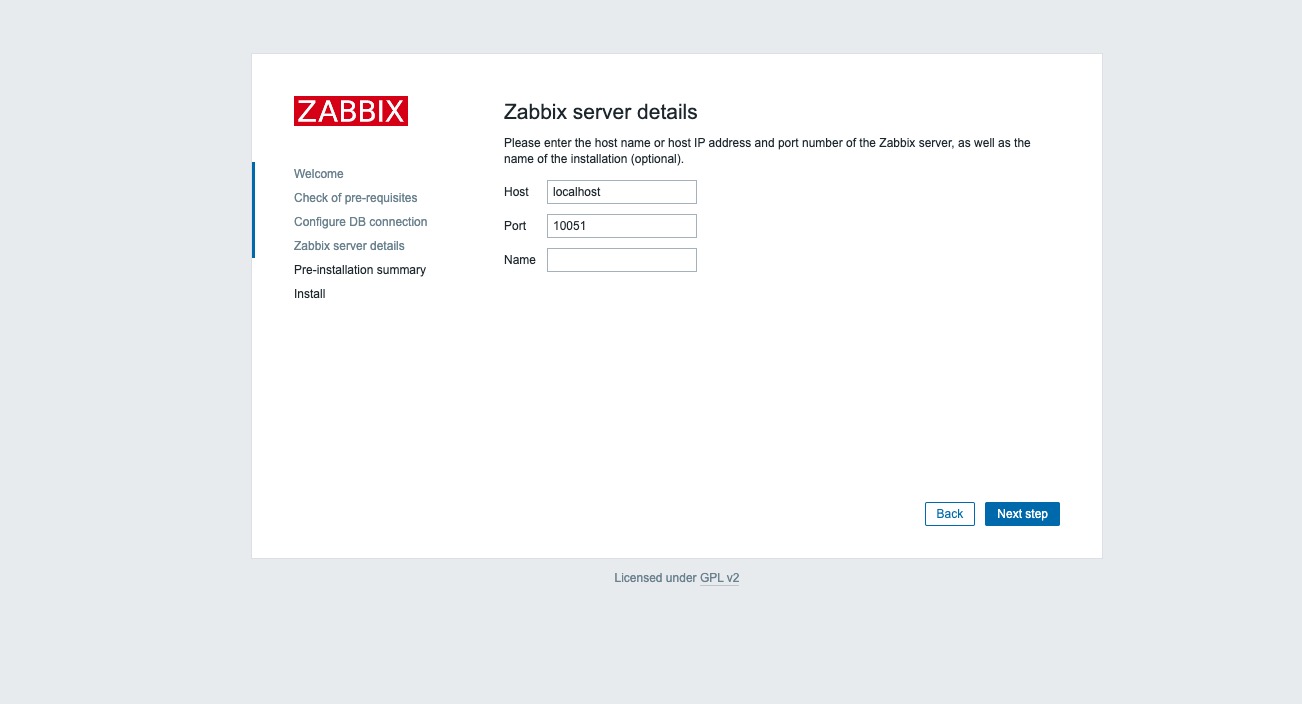 ZABBIX
Welcome
Check of pre-requisites
Configure DB connection
Zabbix server details
Pre-installation summary
Install
Zabbix server details
Please enter the host name or host IP address and port number of the Zabbix server, as well as the
name of the installation (optional).
Host localhost
Port 10051
Name
Back Next step
Licensed under GPL v2